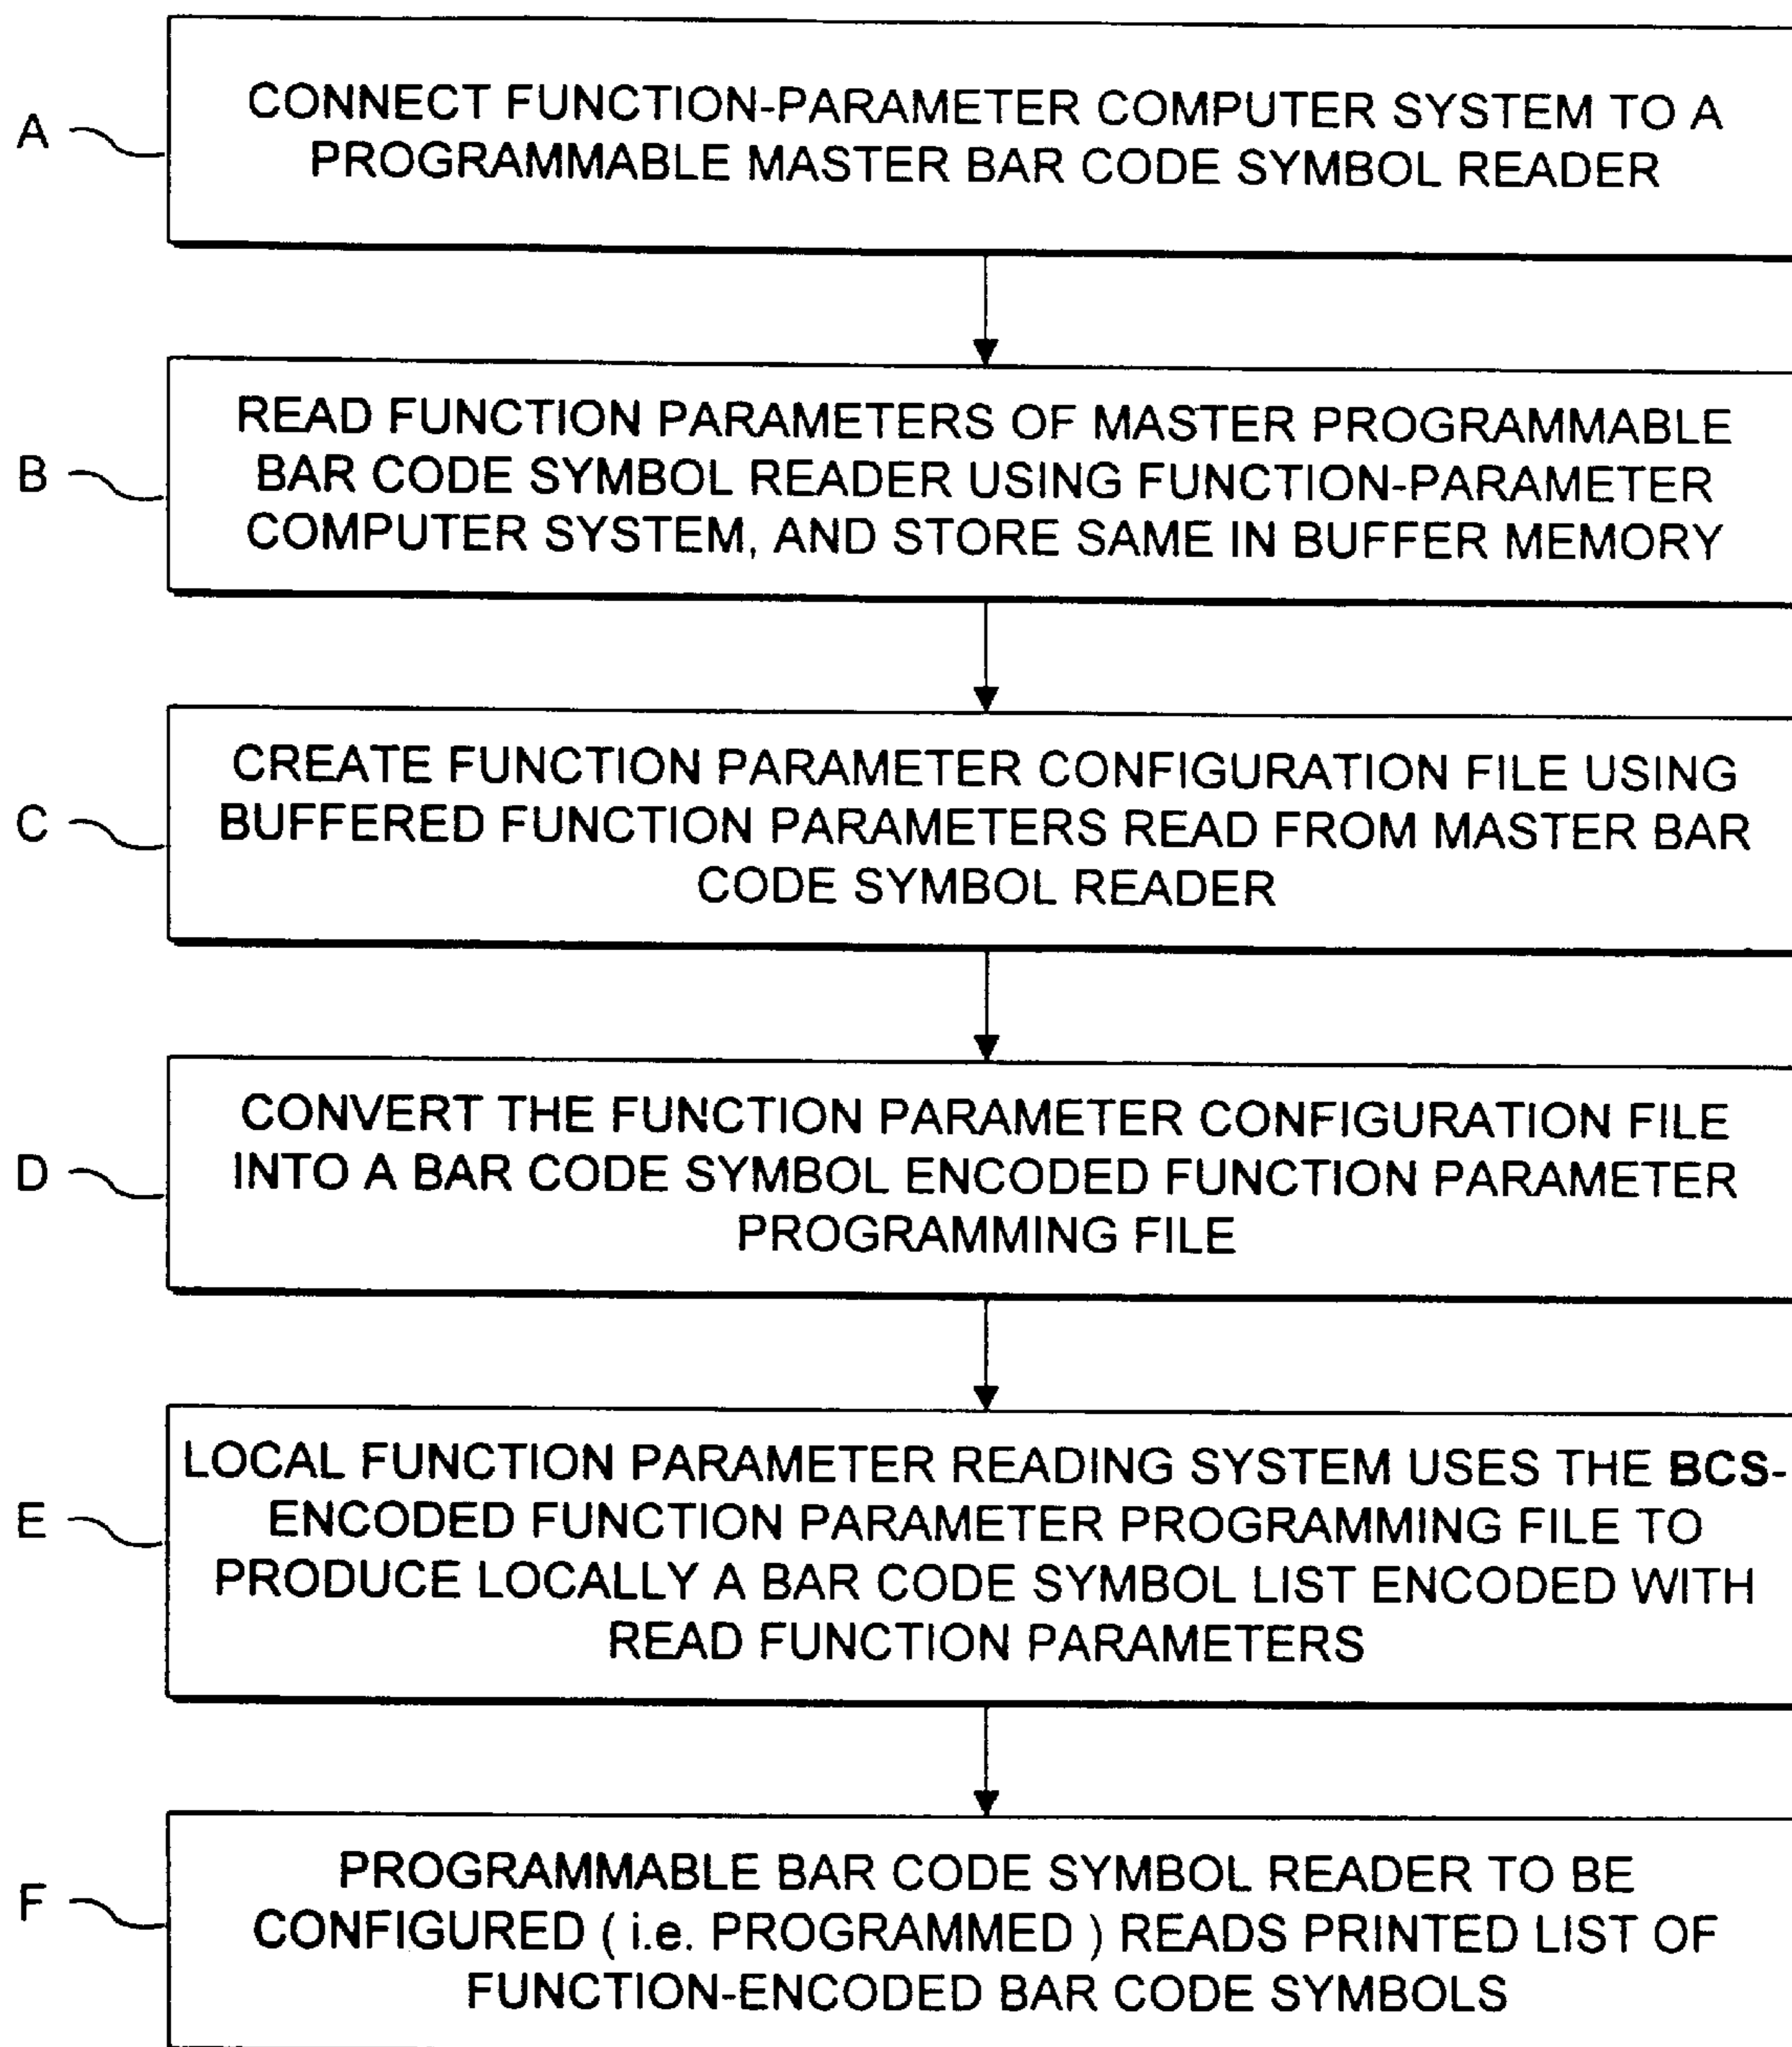 A
CONNECT FUNCTION-PARAMETER COMPUTER SYSTEM TO A
PROGRAMMABLE MASTER BAR CODE SYMBOL READER
B
READ FUNCTION PARAMETERS OF MASTER PROGRAMMABLE
BAR CODE SYMBOL READER USING FUNCTION-PARAMETER
COMPUTER SYSTEM, AND STORE SAME IN BUFFER MEMORY
C
CREATE FUNCTION PARAMETER CONFIGURATION FILE USING
BUFFERED FUNCTION PARAMETERS READ FROM MASTER BAR
CODE SYMBOL READER
D
CONVERT THE FUNCTION PARAMETER CONFIGURATION FILE
INTO A BAR CODE SYMBOL ENCODED FUNCTION PARAMETER
PROGRAMMING FILE
E
LOCAL FUNCTION PARAMETER READING SYSTEM USES THE BCS-
ENCODED FUNCTION PARAMETER PROGRAMMING FILE TO
PRODUCE LOCALLY A BAR CODE SYMBOL LIST ENCODED WITH
READ FUNCTION PARAMETERS
F
PROGRAMMABLE BAR CODE SYMBOL READER TO BE
CONFIGURED ( i.e. PROGRAMMED ) READS PRINTED LIST OF
FUNCTION-ENCODED BAR CODE SYMBOLS